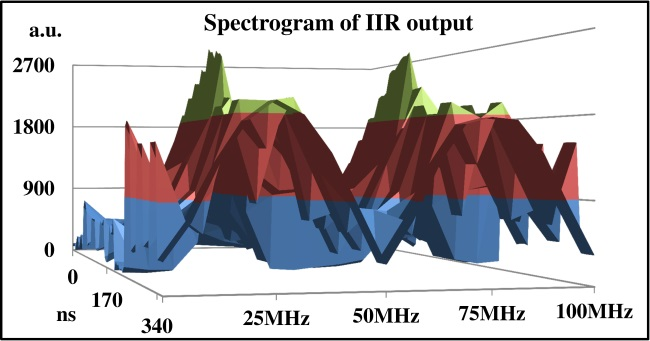 Spectrogram of IIR output
a.u.
2700
1800
900
0
0
170
340
ns
25MHz
50MHz
75MHz
100MHz